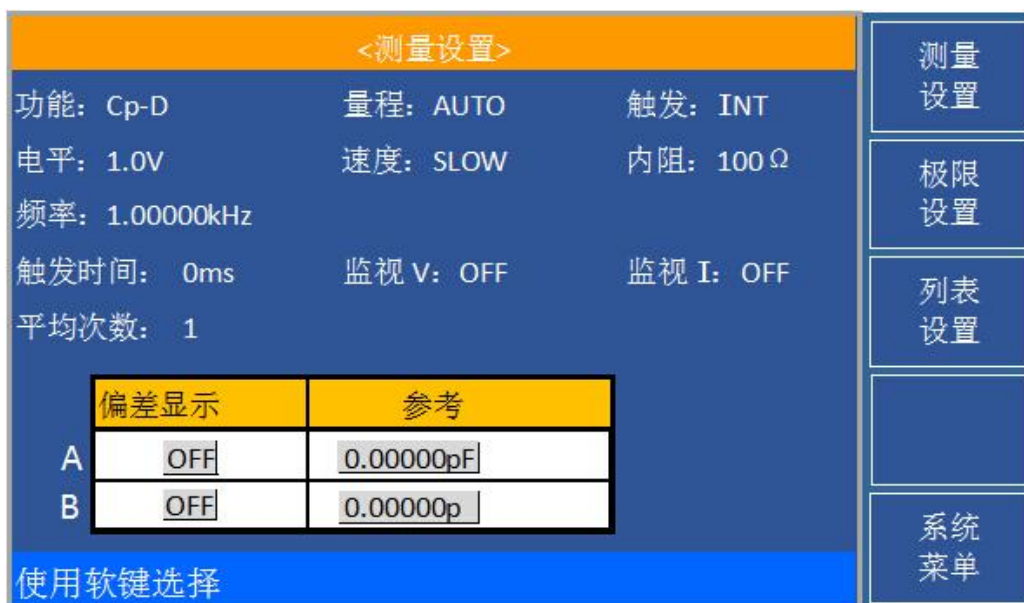 <测量设置>
功能：Cp-D 量程：AUTO 触发：INT
电平：1.0V 速度：SLOW 内阻：100Ω
频率：1.00000kHz
触发时间： 0ms 监视 V：OFF 监视 I：OFF
平均次数： 1
偏差显示 参考
A OFF 0.00000pF
B OFF 0.00000p
使用软键选择
测量
设置
极限
设置
列表
设置
系统
菜单